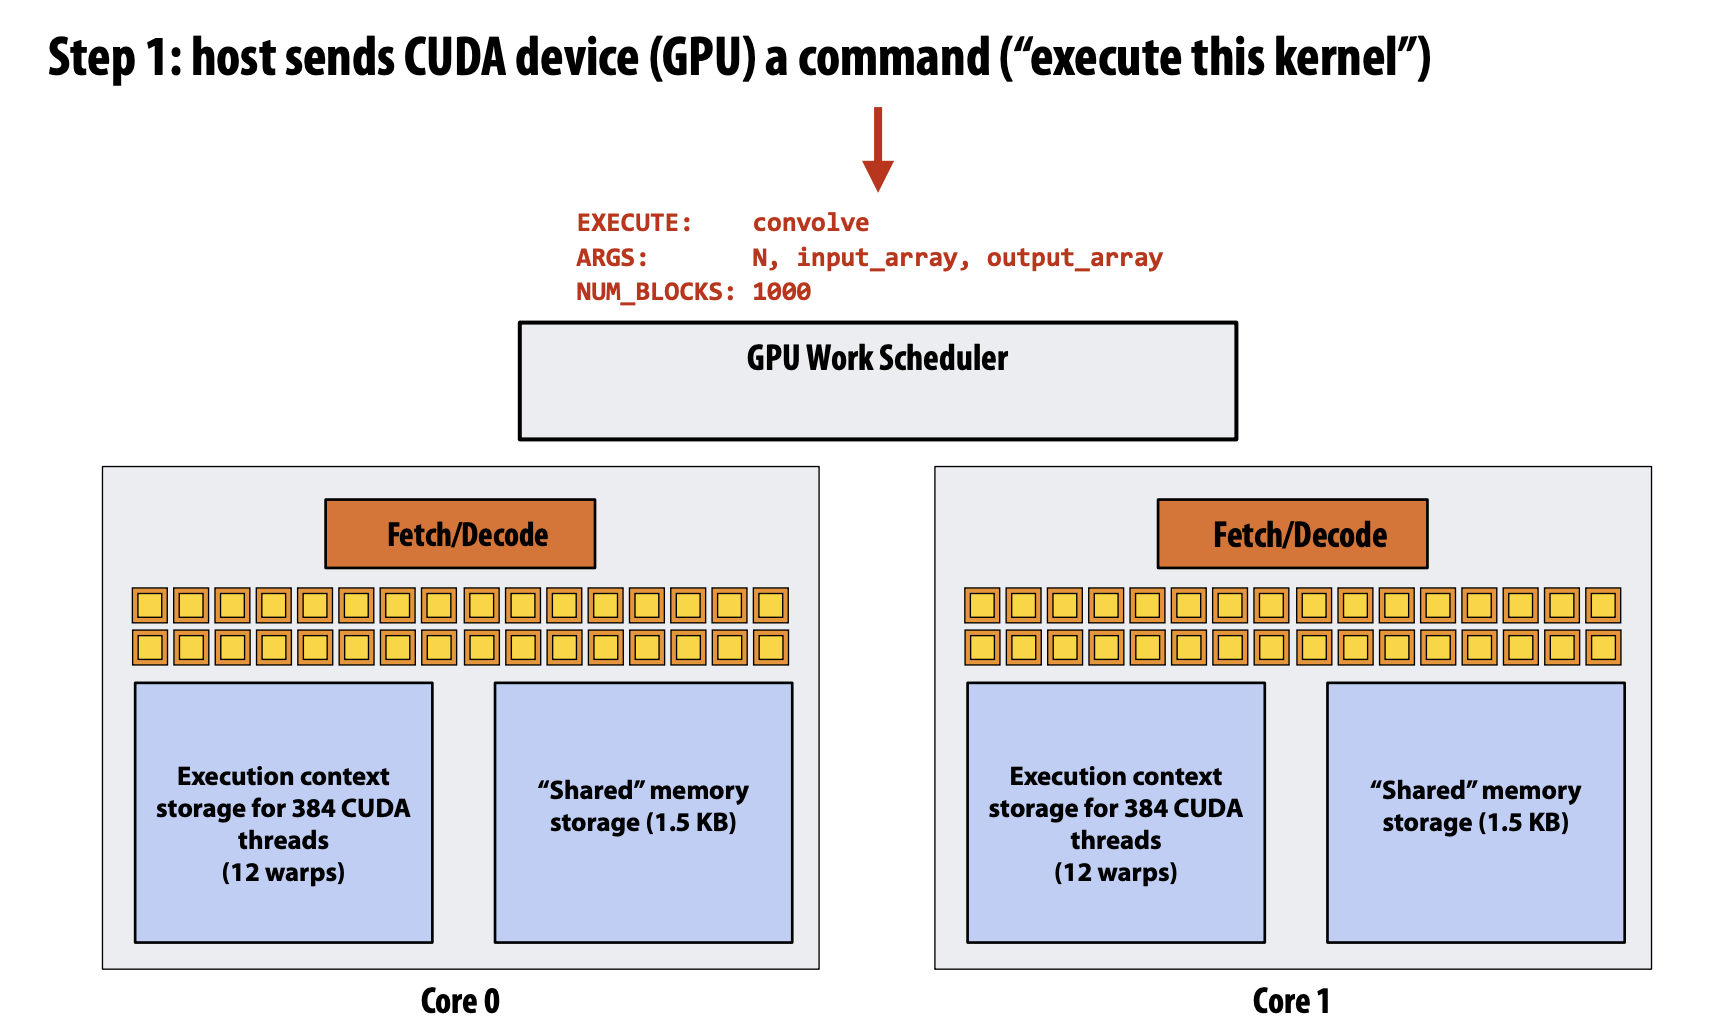 Step 1: host sends CUDA device (GPU) a command (“execute this kernel”)
EXECUTE: convolve
ARGS: N, input_array, output_array
NUM_BLOCKS: 1000
GPU Work Scheduler
Fetch/Decode
Execution context
storage for 384 CUDA
threads
(12 warps)
“Shared” memory
storage (1.5 KB)
Core 0
Fetch/Decode
Execution context
storage for 384 CUDA
threads
(12 warps)
“Shared” memory
storage (1.5 KB)
Core 1